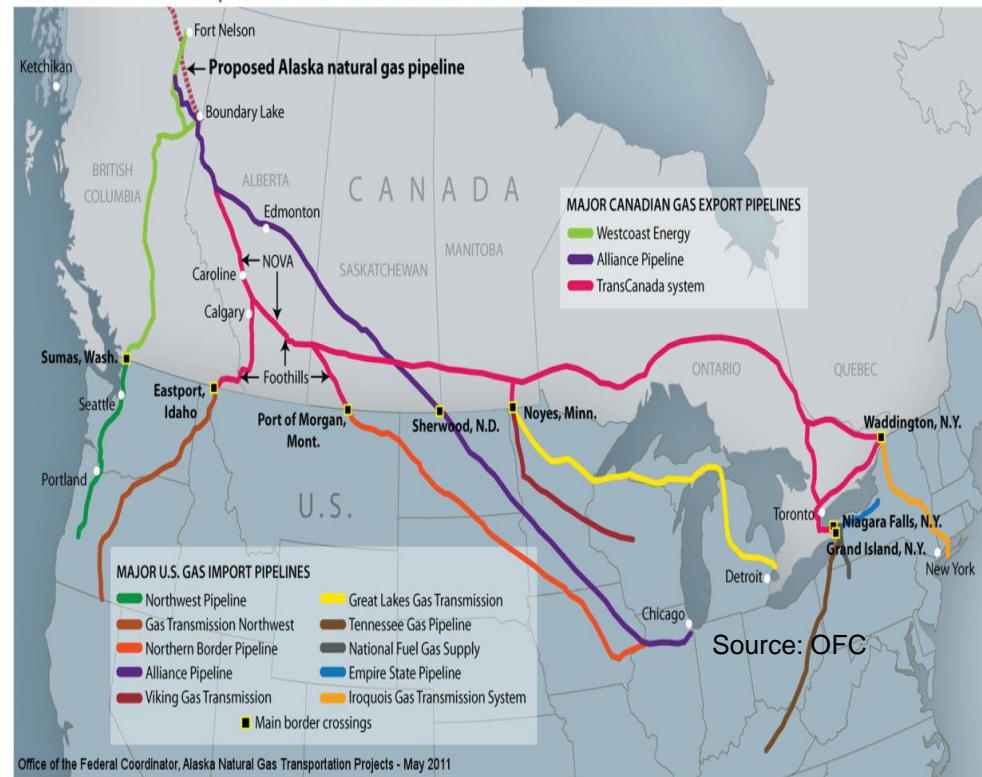 Fort Nelson
Ketchikan
Proposed Alaska natural gas pipeline
Boundary Lake
BRITISH
COLUMBIA
ALBERTA
CANADA
Edmonton
MANITOBA
SASKATCHEWAN
NOVA
Caroline
Calgary
MAJOR CANADIAN GAS EXPORT PIPELINES
Westcoast Energy
Alliance Pipeline
TransCanada system
Sumas, Wash.
Seattle
Eastport,
Idaho
Foothills
Port of Morgan,
Mont.
Sherwood, N.D.
Noyes, Minn.
ONTARIO
QUEBEC
Waddington, N.Y.
Portland
U.S.
Toronto
Niagara Falls, N.Y.
Grand Island, N.Y.
Detroit
New York
Chicago
Source: OFC
MAJOR U.S. GAS IMPORT PIPELINES
Northwest Pipeline
Gas Transmission Northwest
Northern Border Pipeline
Alliance Pipeline
Viking Gas Transmission
Great Lakes Gas Transmission
Tennessee Gas Pipeline
National Fuel Gas Supply
Empire State Pipeline
Iroquois Gas Transmission System
Main border crossings
Office of the Federal Coordinator, Alaska Natural Gas Transportation Projects - May 2011